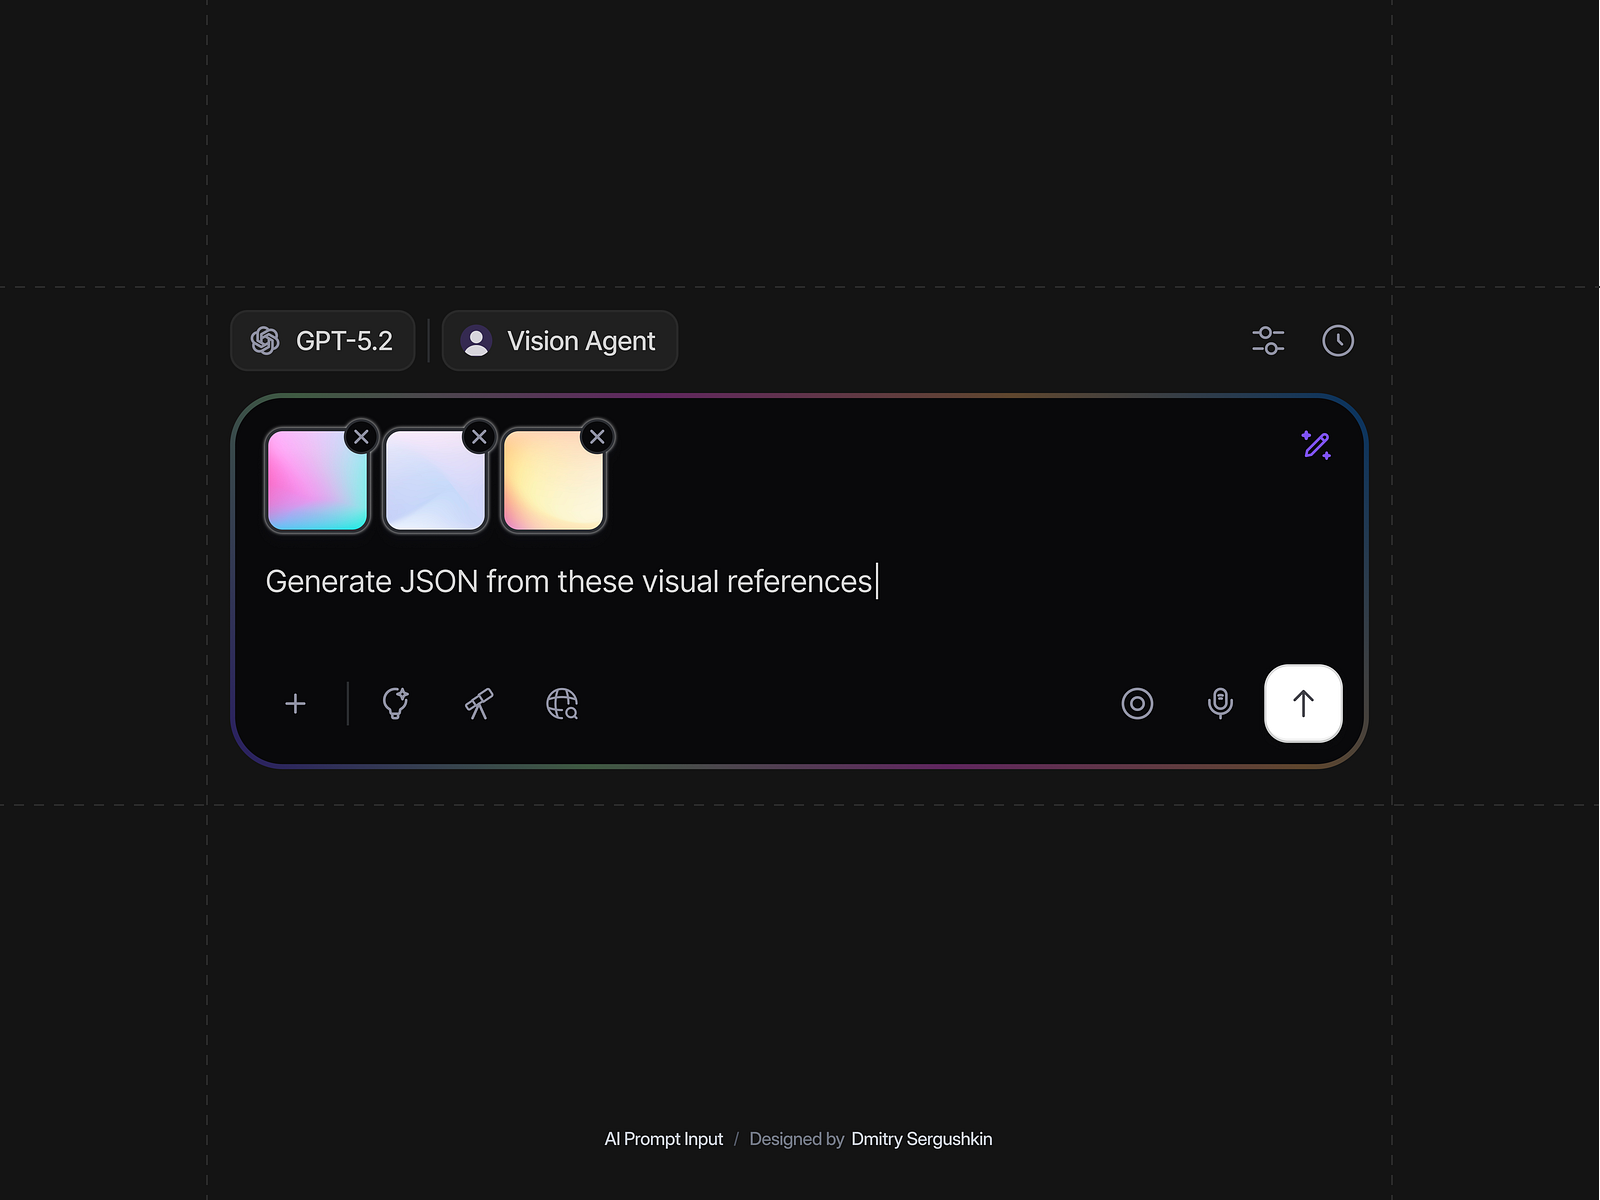 GPT-5.2
Vision Agent
Generate JSON from these visual references
AI Prompt Input / Designed by Dmitry Sergushkin